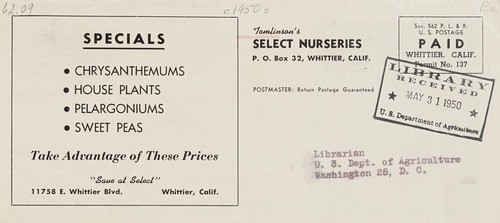 62.09
=1950=
SPECIALS
● CHRYSANTHEMUMS
● HOUSE PLANTS
● PELARGONIUMS
● SWEET PEAS
Take Advantage of These Prices
"Save at Select"
11758 E. Whittier Blvd. Whittier, Calif.
Tomlinson's
SELECT NURSERIES
P. O. Box 32, WHITTIER, CALIF.
POSTMASTER: Return Postage Guaranteed
Sec. 562 P. L. & R.
U. S. POSTAGE
PAID
WHITTIER, CALIF.
Permit No. 137
LIBRARY
RECEIVED
★ MAY 31 1950 ★
U. S. Department of Agriculture
Librarian
U. S. Dept. of Agriculture
Washington 25, D. C.